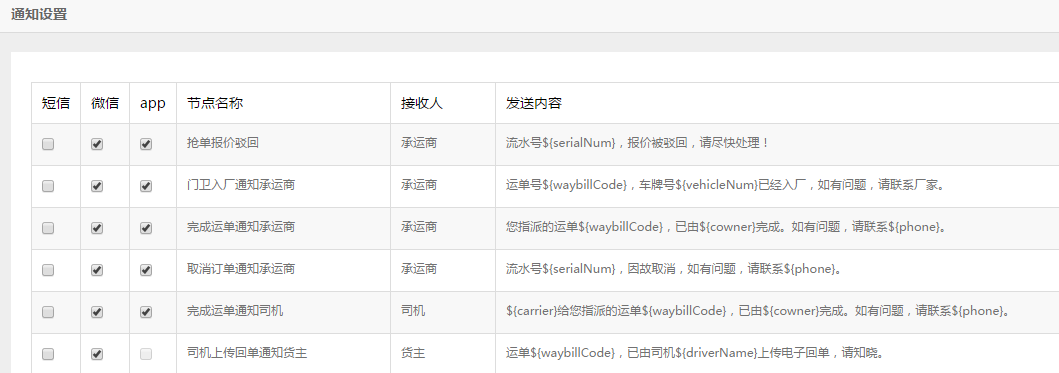 通知设置
短信 微信 app 节点名称 接收人 发送内容
抢单报价驳回 承运商 流水号${serialNum}，报价被驳回，请尽快处理！
门卫入厂通知承运商 承运商 运单号${waybillCode}，车牌号${vehicleNum}已经入厂，如有问题，请联系厂家。
完成运单通知承运商 承运商 您指派的运单${waybillCode}，已由${cowner}完成。如有问题，请联系${phone}。
取消订单通知承运商 承运商 流水号${serialNum}，因故取消，如有问题，请联系${phone}。
完成运单通知司机 司机 ${carrier}给您指派的运单${waybillCode}，已由${cowner}完成。如有问题，请联系${phone}。
司机上传回单通知货主 货主 运单${waybillCode}，已由司机${driverName}上传电子回单，请知晓。